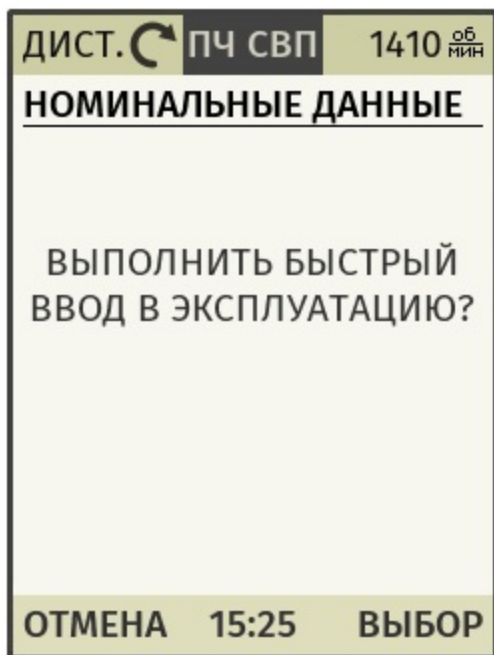 ДИСТ. ПЧ СВП 1410 об/мин
НОМИНАЛЬНЫЕ ДАННЫЕ
ВЫПОЛНИТЬ БЫСТРЫЙ
ВВОД В ЭКСПЛУАТАЦИЮ?
ОТМЕНА 15:25 ВЫБОР